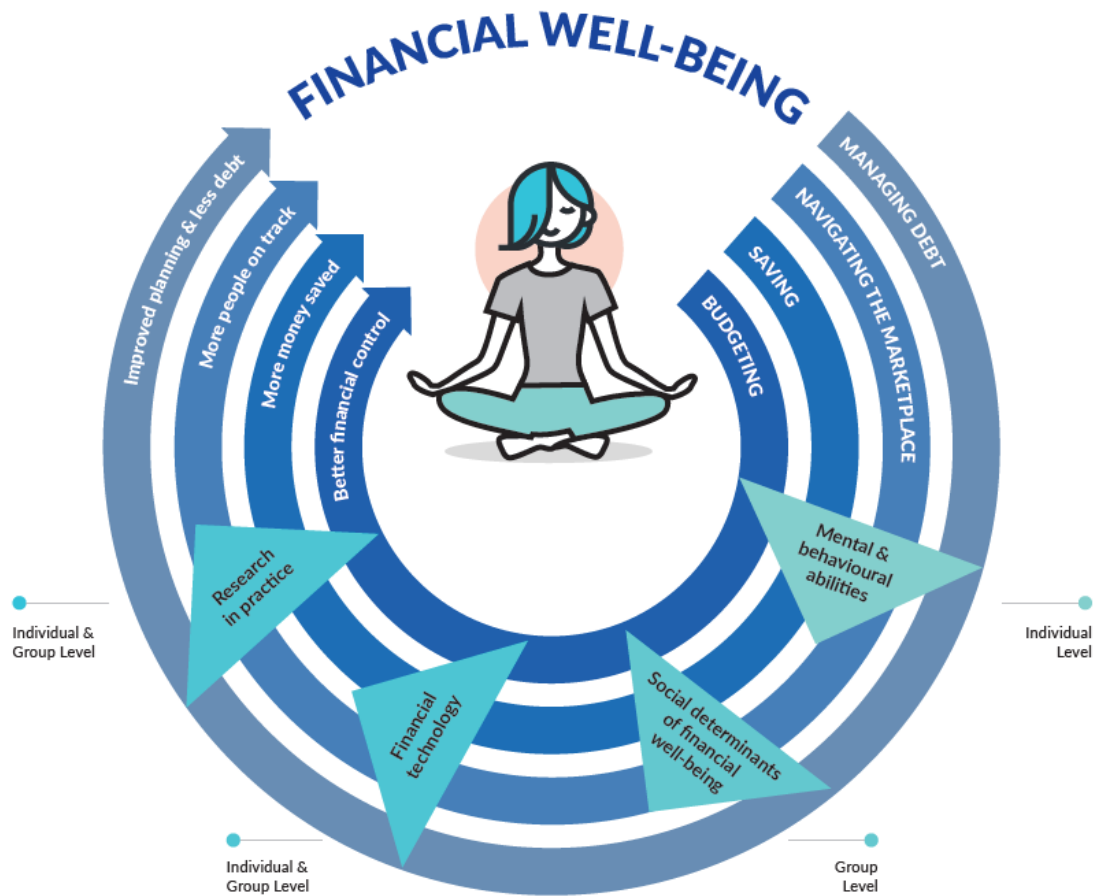 FINANCIAL WELL-BEING
Improved planning & less debt
More people on track
More money saved
Better financial control
MANAGING DEBT
NAVIGATING THE MARKETPLACE
SAVING
BUDGETING
Mental &
behavioural
abilities
Individual
Level
Social determinants
of financial
well-being
Group
Level
Financial
technology
Individual &
Group Level
Research
in practice
Individual &
Group Level